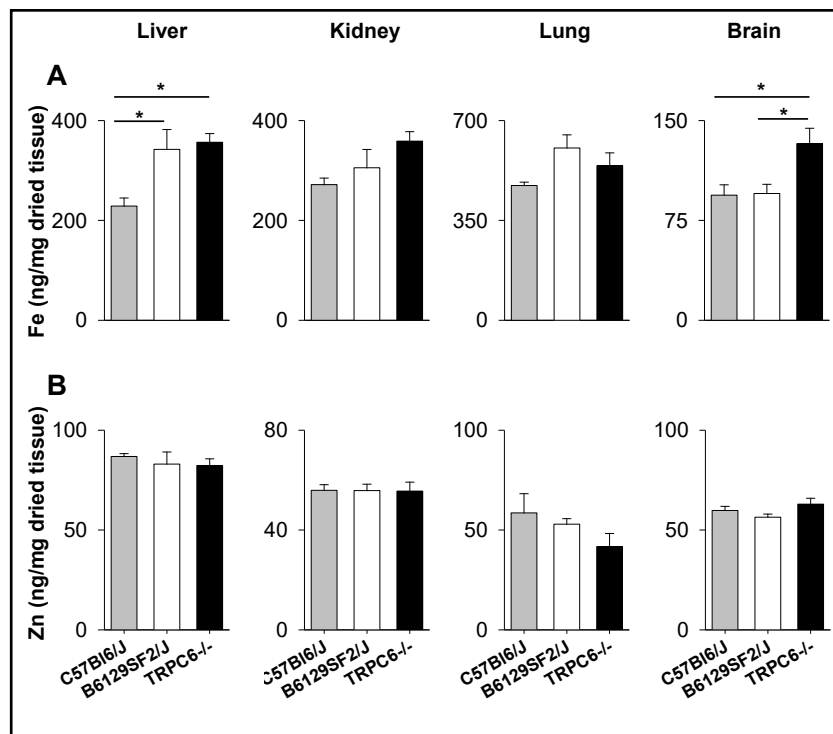 Liver Kidney Lung Brain
A
Fe (ng/mg dried tissue)
400 400 700 150
* *
* *
200 200 350 75
0 0 0 0
B
Zn (ng/mg dried tissue)
100 80 100 100
50 60 50 50
0 0 0 0
C57Bl6/J B6129SF2/J TRPC6-/- C57Bl6/J B6129SF2/J TRPC6-/- C57Bl6/J B6129SF2/J TRPC6-/- C57Bl6/J B6129SF2/J TRPC6-/-